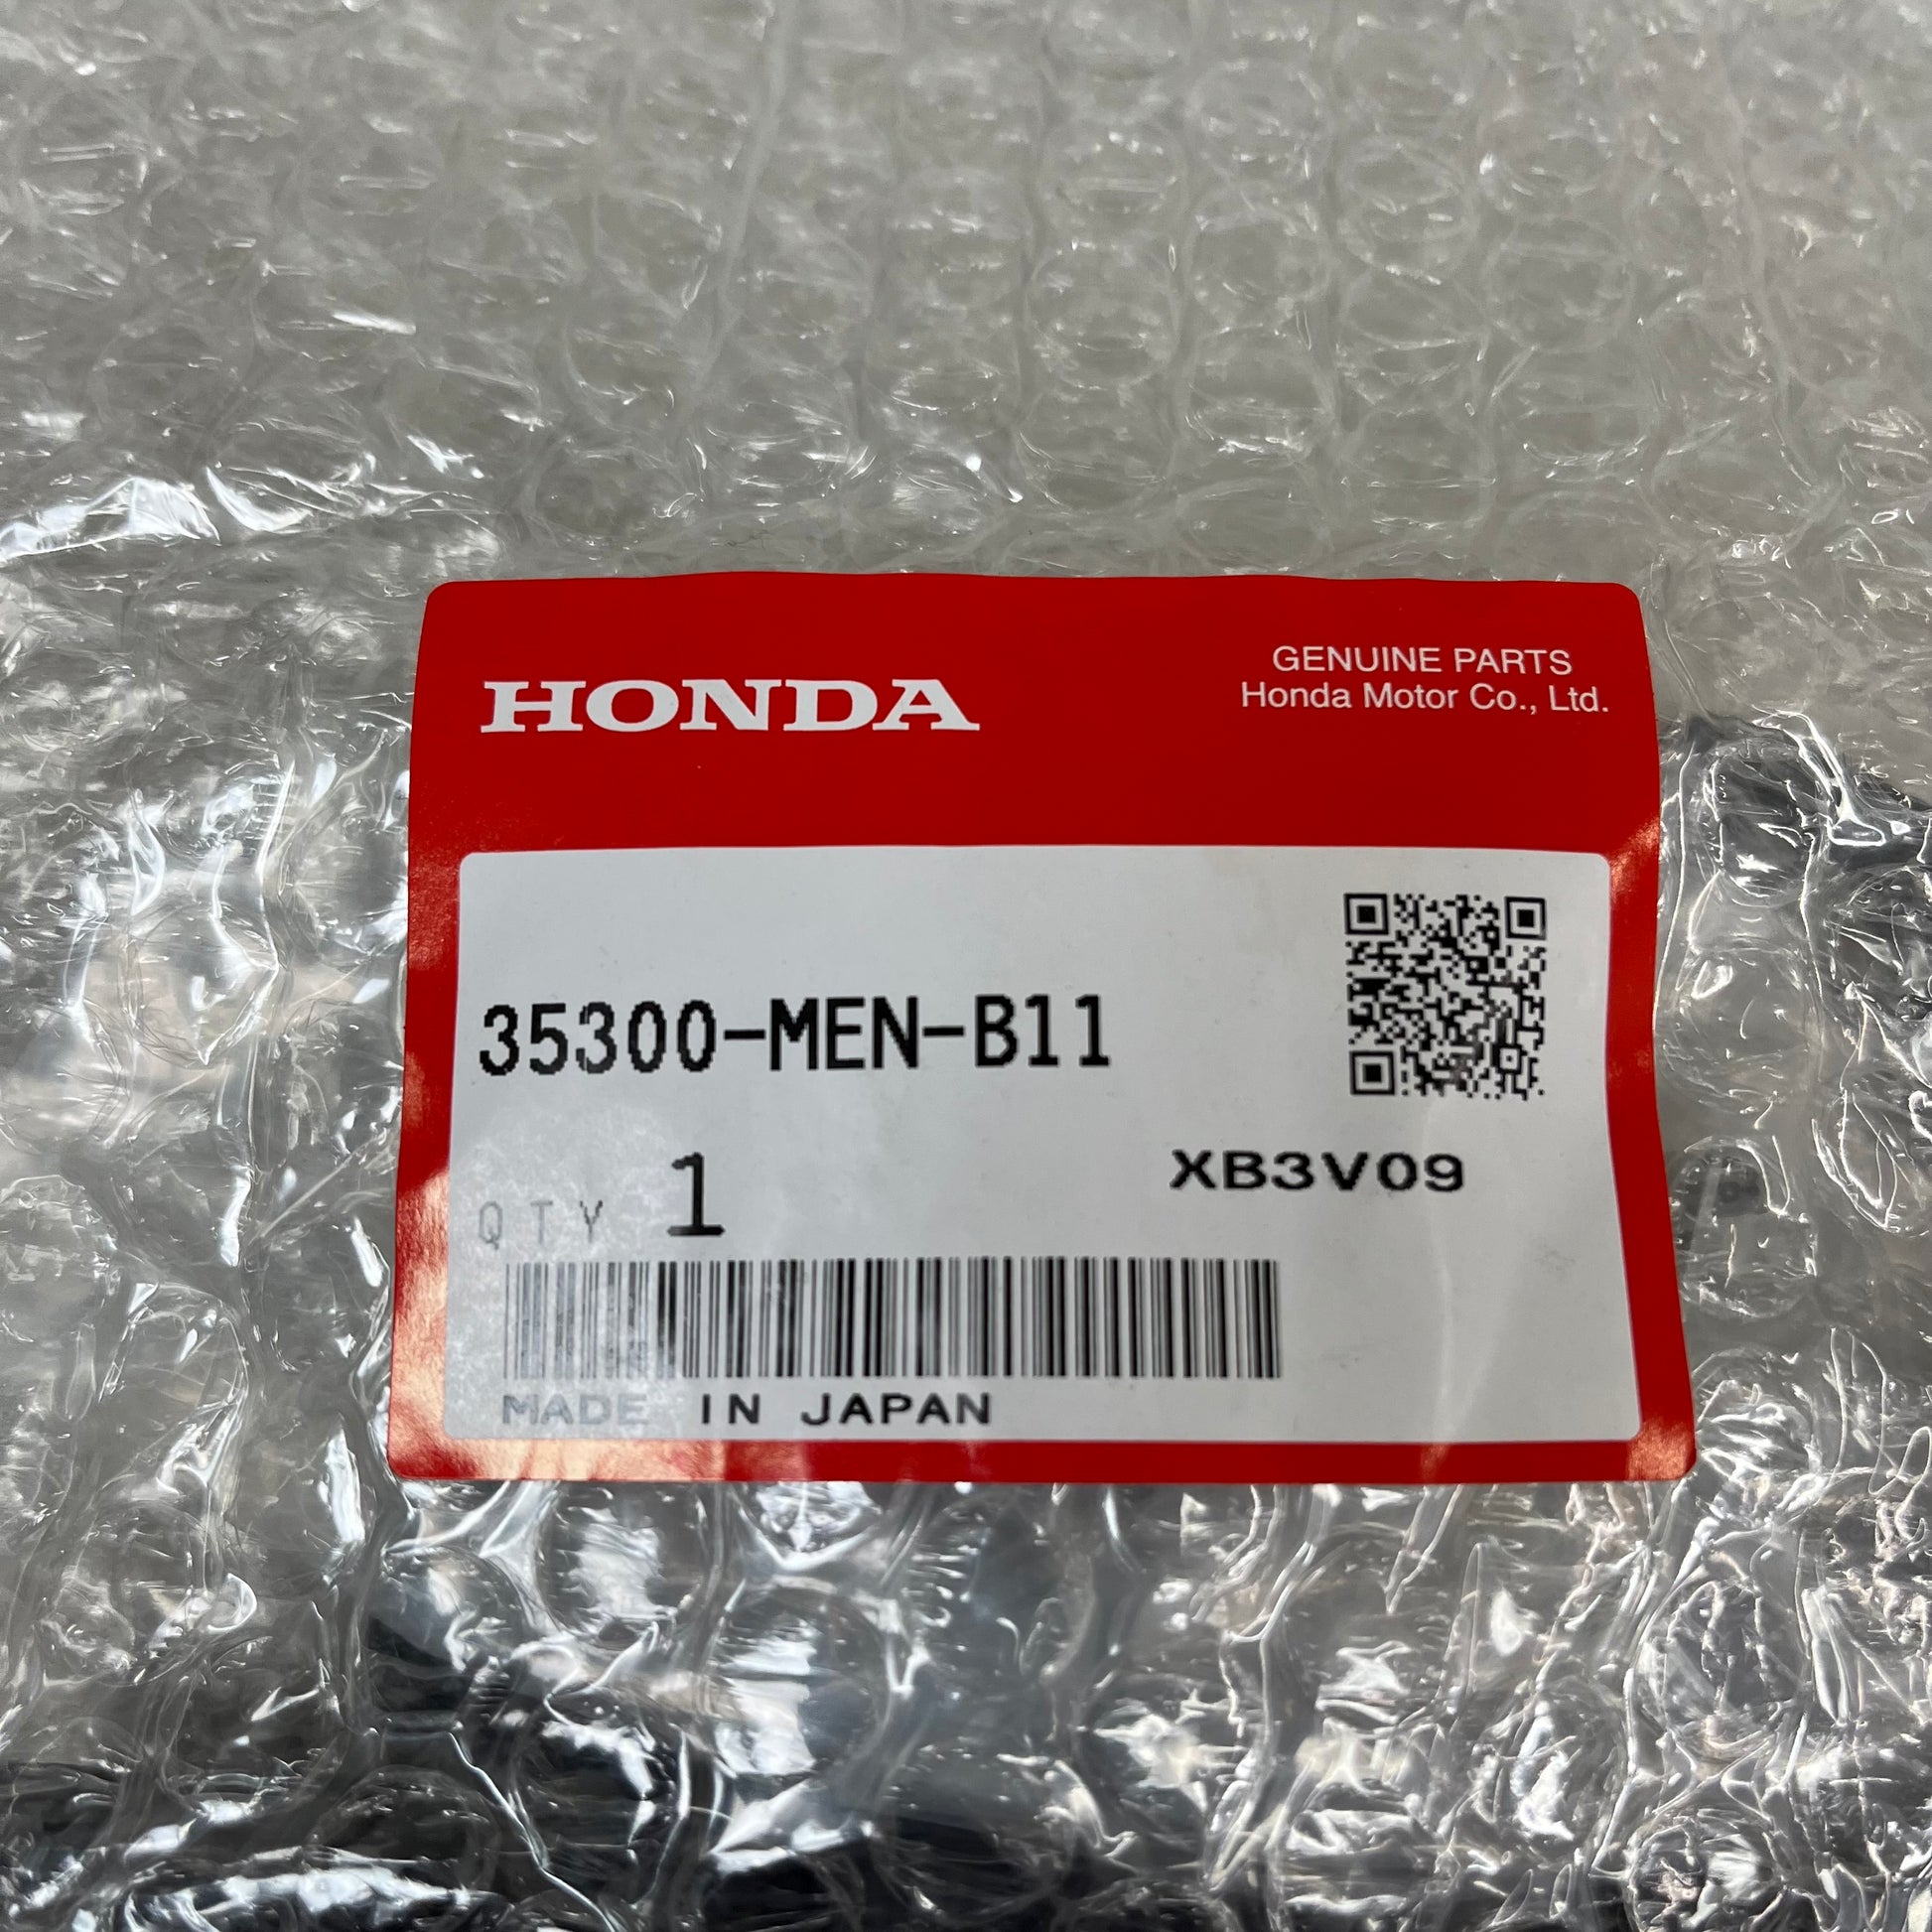 HONDA
GENUINE PARTS
Honda Motor Co., Ltd.
35300-MEN-B11
QTY 1
XB3V09
MADE IN JAPAN